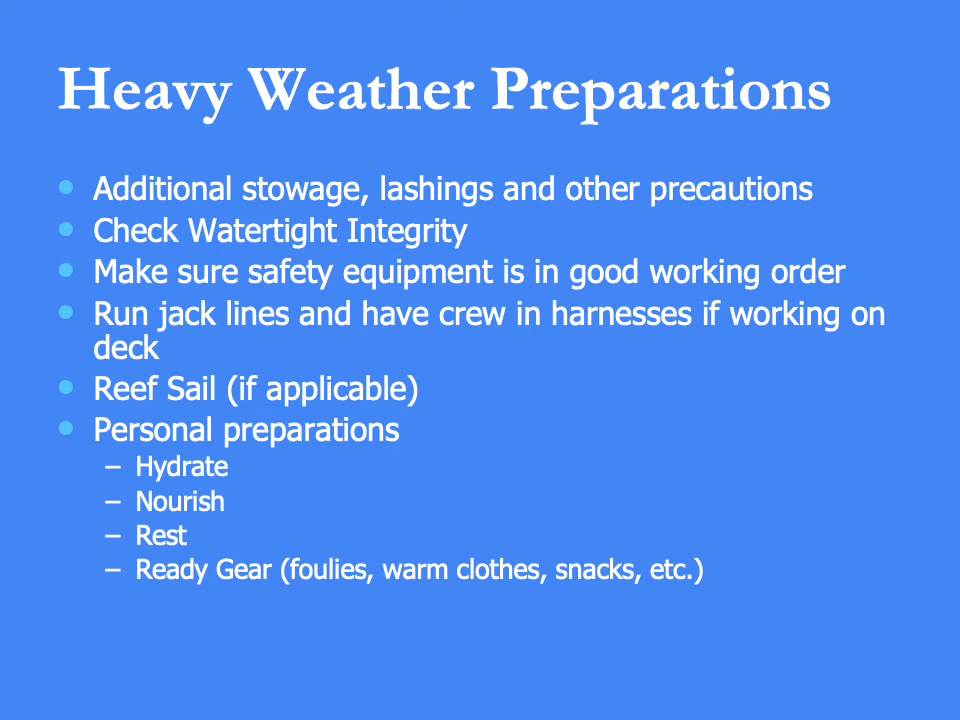 Heavy Weather Preparations
• Additional stowage, lashings and other precautions
• Check Watertight Integrity
• Make sure safety equipment is in good working order
• Run jack lines and have crew in harnesses if working on
deck
• Reef Sail (if applicable)
• Personal preparations
– Hydrate
– Nourish
– Rest
– Ready Gear (foulies, warm clothes, snacks, etc.)